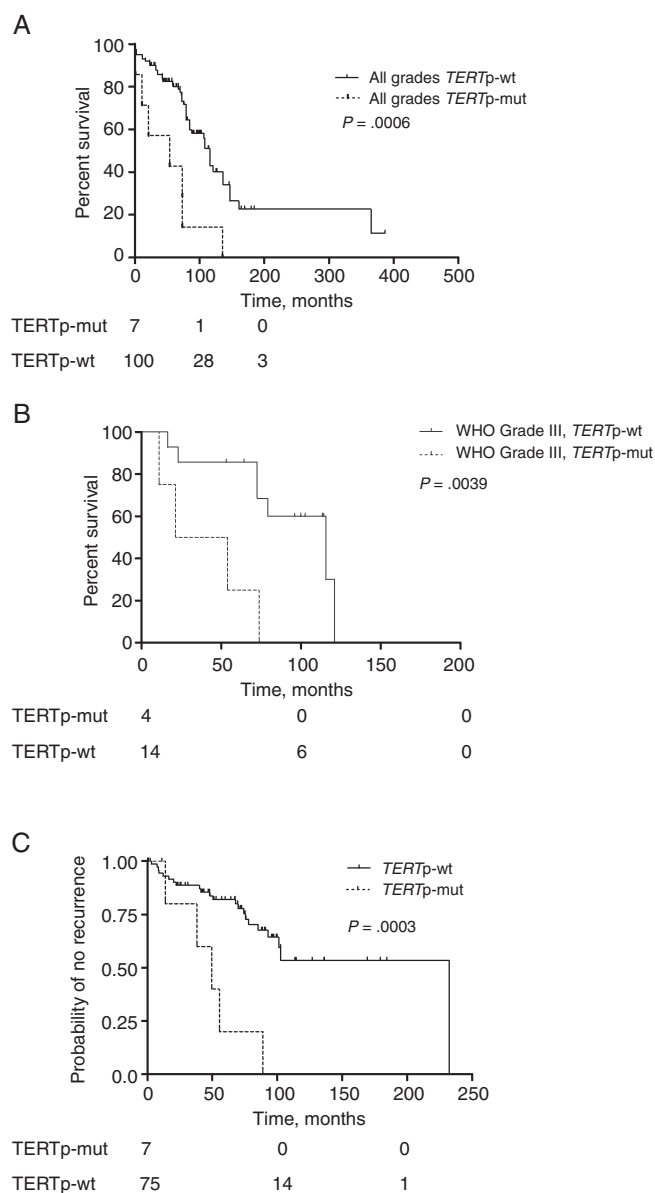 A
100
80
60
40
20
0
Percent survival
All grades TERTp-wt
All grades TERTp-mut
P = .0006
0 100 200 300 400 500
Time, months
TERTp-mut 7 1 0
TERTp-wt 100 28 3
B
100
80
60
40
20
0
Percent survival
WHO Grade III, TERTp-wt
WHO Grade III, TERTp-mut
P = .0039
0 50 100 150 200
Time, months
TERTp-mut 4 0 0
TERTp-wt 14 6 0
C
1.00
0.75
0.50
0.25
0.0
Probability of no recurrence
TERTp-wt
TERTp-mut
P = .0003
0 50 100 150 200 250
Time, months
TERTp-mut 7 0 0
TERTp-wt 75 14 1